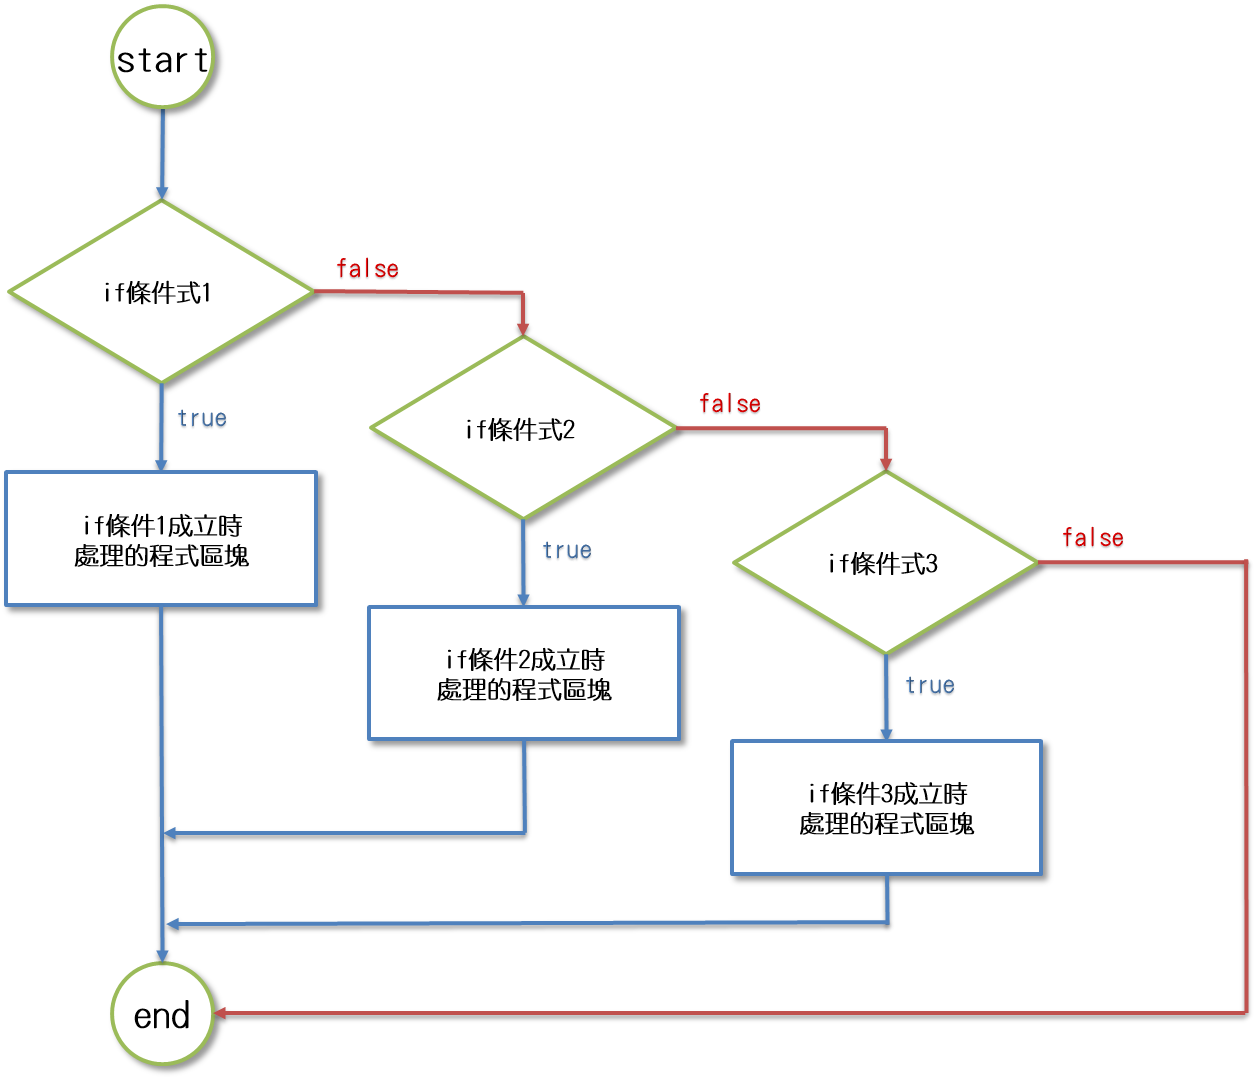 start
if條件式1
false
true
if條件1成立時
處理的程式區塊
if條件式2
false
true
if條件2成立時
處理的程式區塊
if條件式3
false
true
if條件3成立時
處理的程式區塊
end